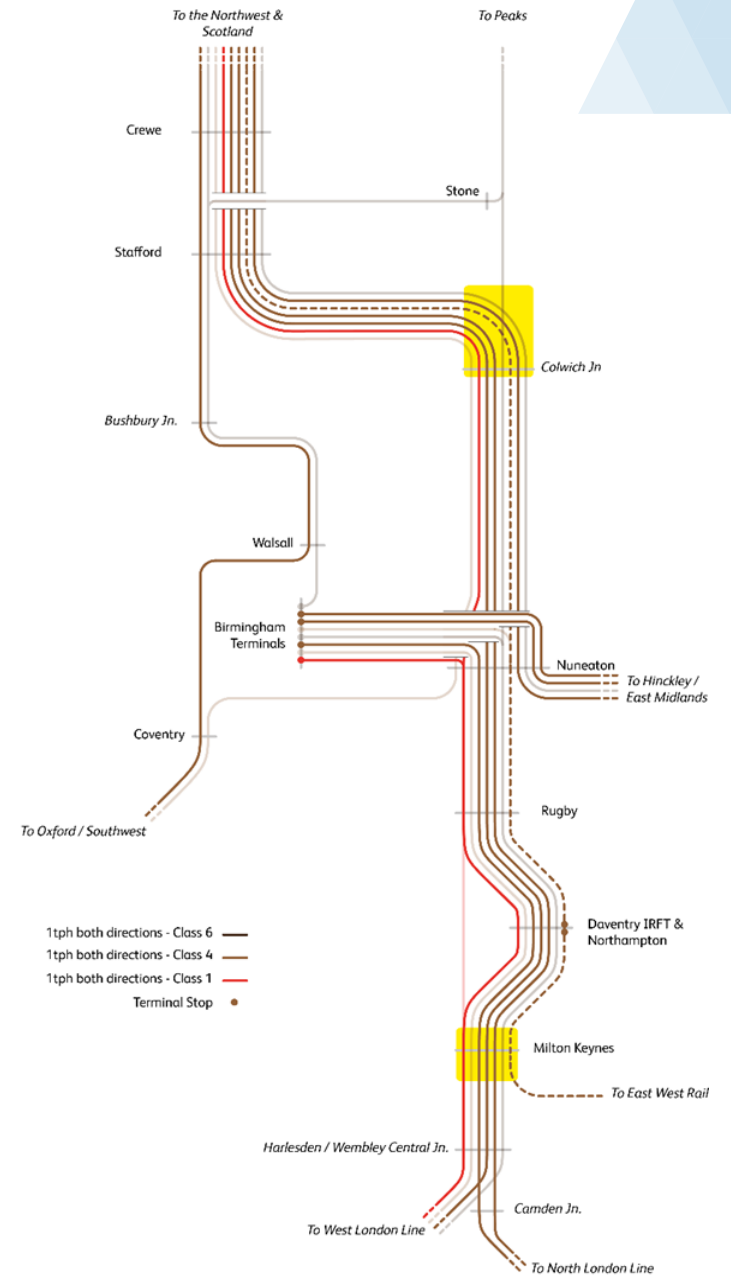 To the Northwest &
Scotland
To Peaks
Crewe
Stone
Stafford
Colwich Jn
Bushbury Jn.
Walsall
Birmingham
Terminals
Nuneaton
To Hinckley /
East Midlands
Coventry
Rugby
To Oxford / Southwest
Daventry IRFT &
Northampton
1tph both directions - Class 6
1tph both directions - Class 4
1tph both directions - Class 1
Terminal Stop
Milton Keynes
To East West Rail
Harlesden / Wembley Central Jn.
Camden Jn.
To West London Line
To North London Line